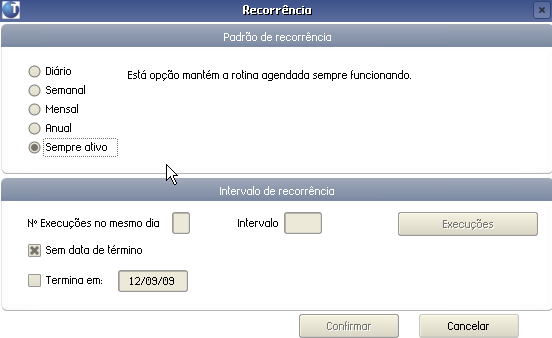 Recorrência
Padrão de recorrência
Diário
Está opción mantém a rotina agendada sempre funcionando.
Semanal
Mensal
Anual
Sempre ativo
Intervalo de recorrência
Nº Execuções no mesmo dia
Intervalo
Execuções
Sem data de término
Termina em: 12/09/09
Confirmar
Cancelar